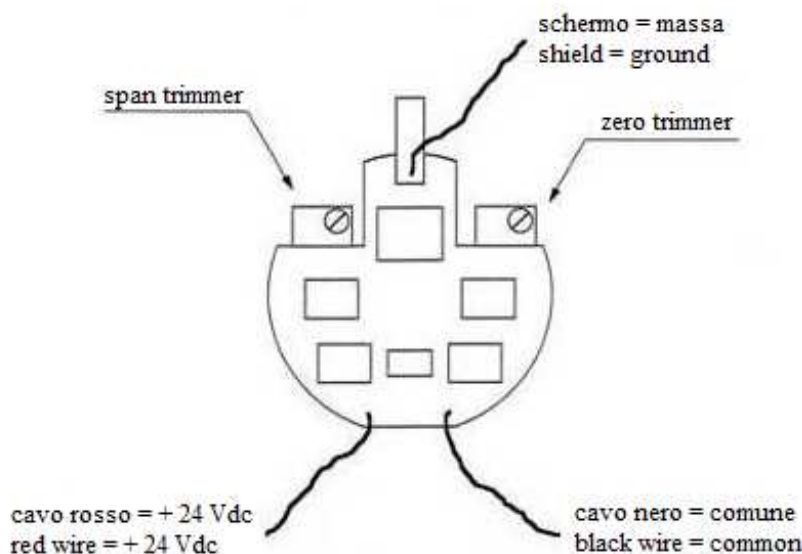 schermo = massa
shield = ground
span trimmer
zero trimmer
cavo rosso = + 24 Vdc
red wire = + 24 Vdc
cavo nero = comune
black wire = common